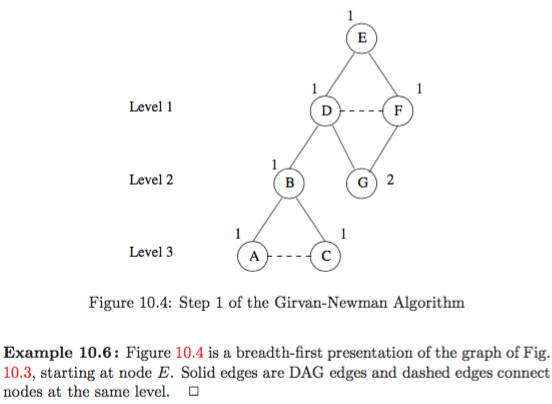 1
E
1
1
Level 1
D
F
1
Level 2
B
G
2
1
1
Level 3
A
C
Figure 10.4: Step 1 of the Girvan-Newman Algorithm
Example 10.6: Figure 10.4 is a breadth-first presentation of the graph of Fig.
10.3, starting at node E. Solid edges are DAG edges and dashed edges connect
nodes at the same level. □